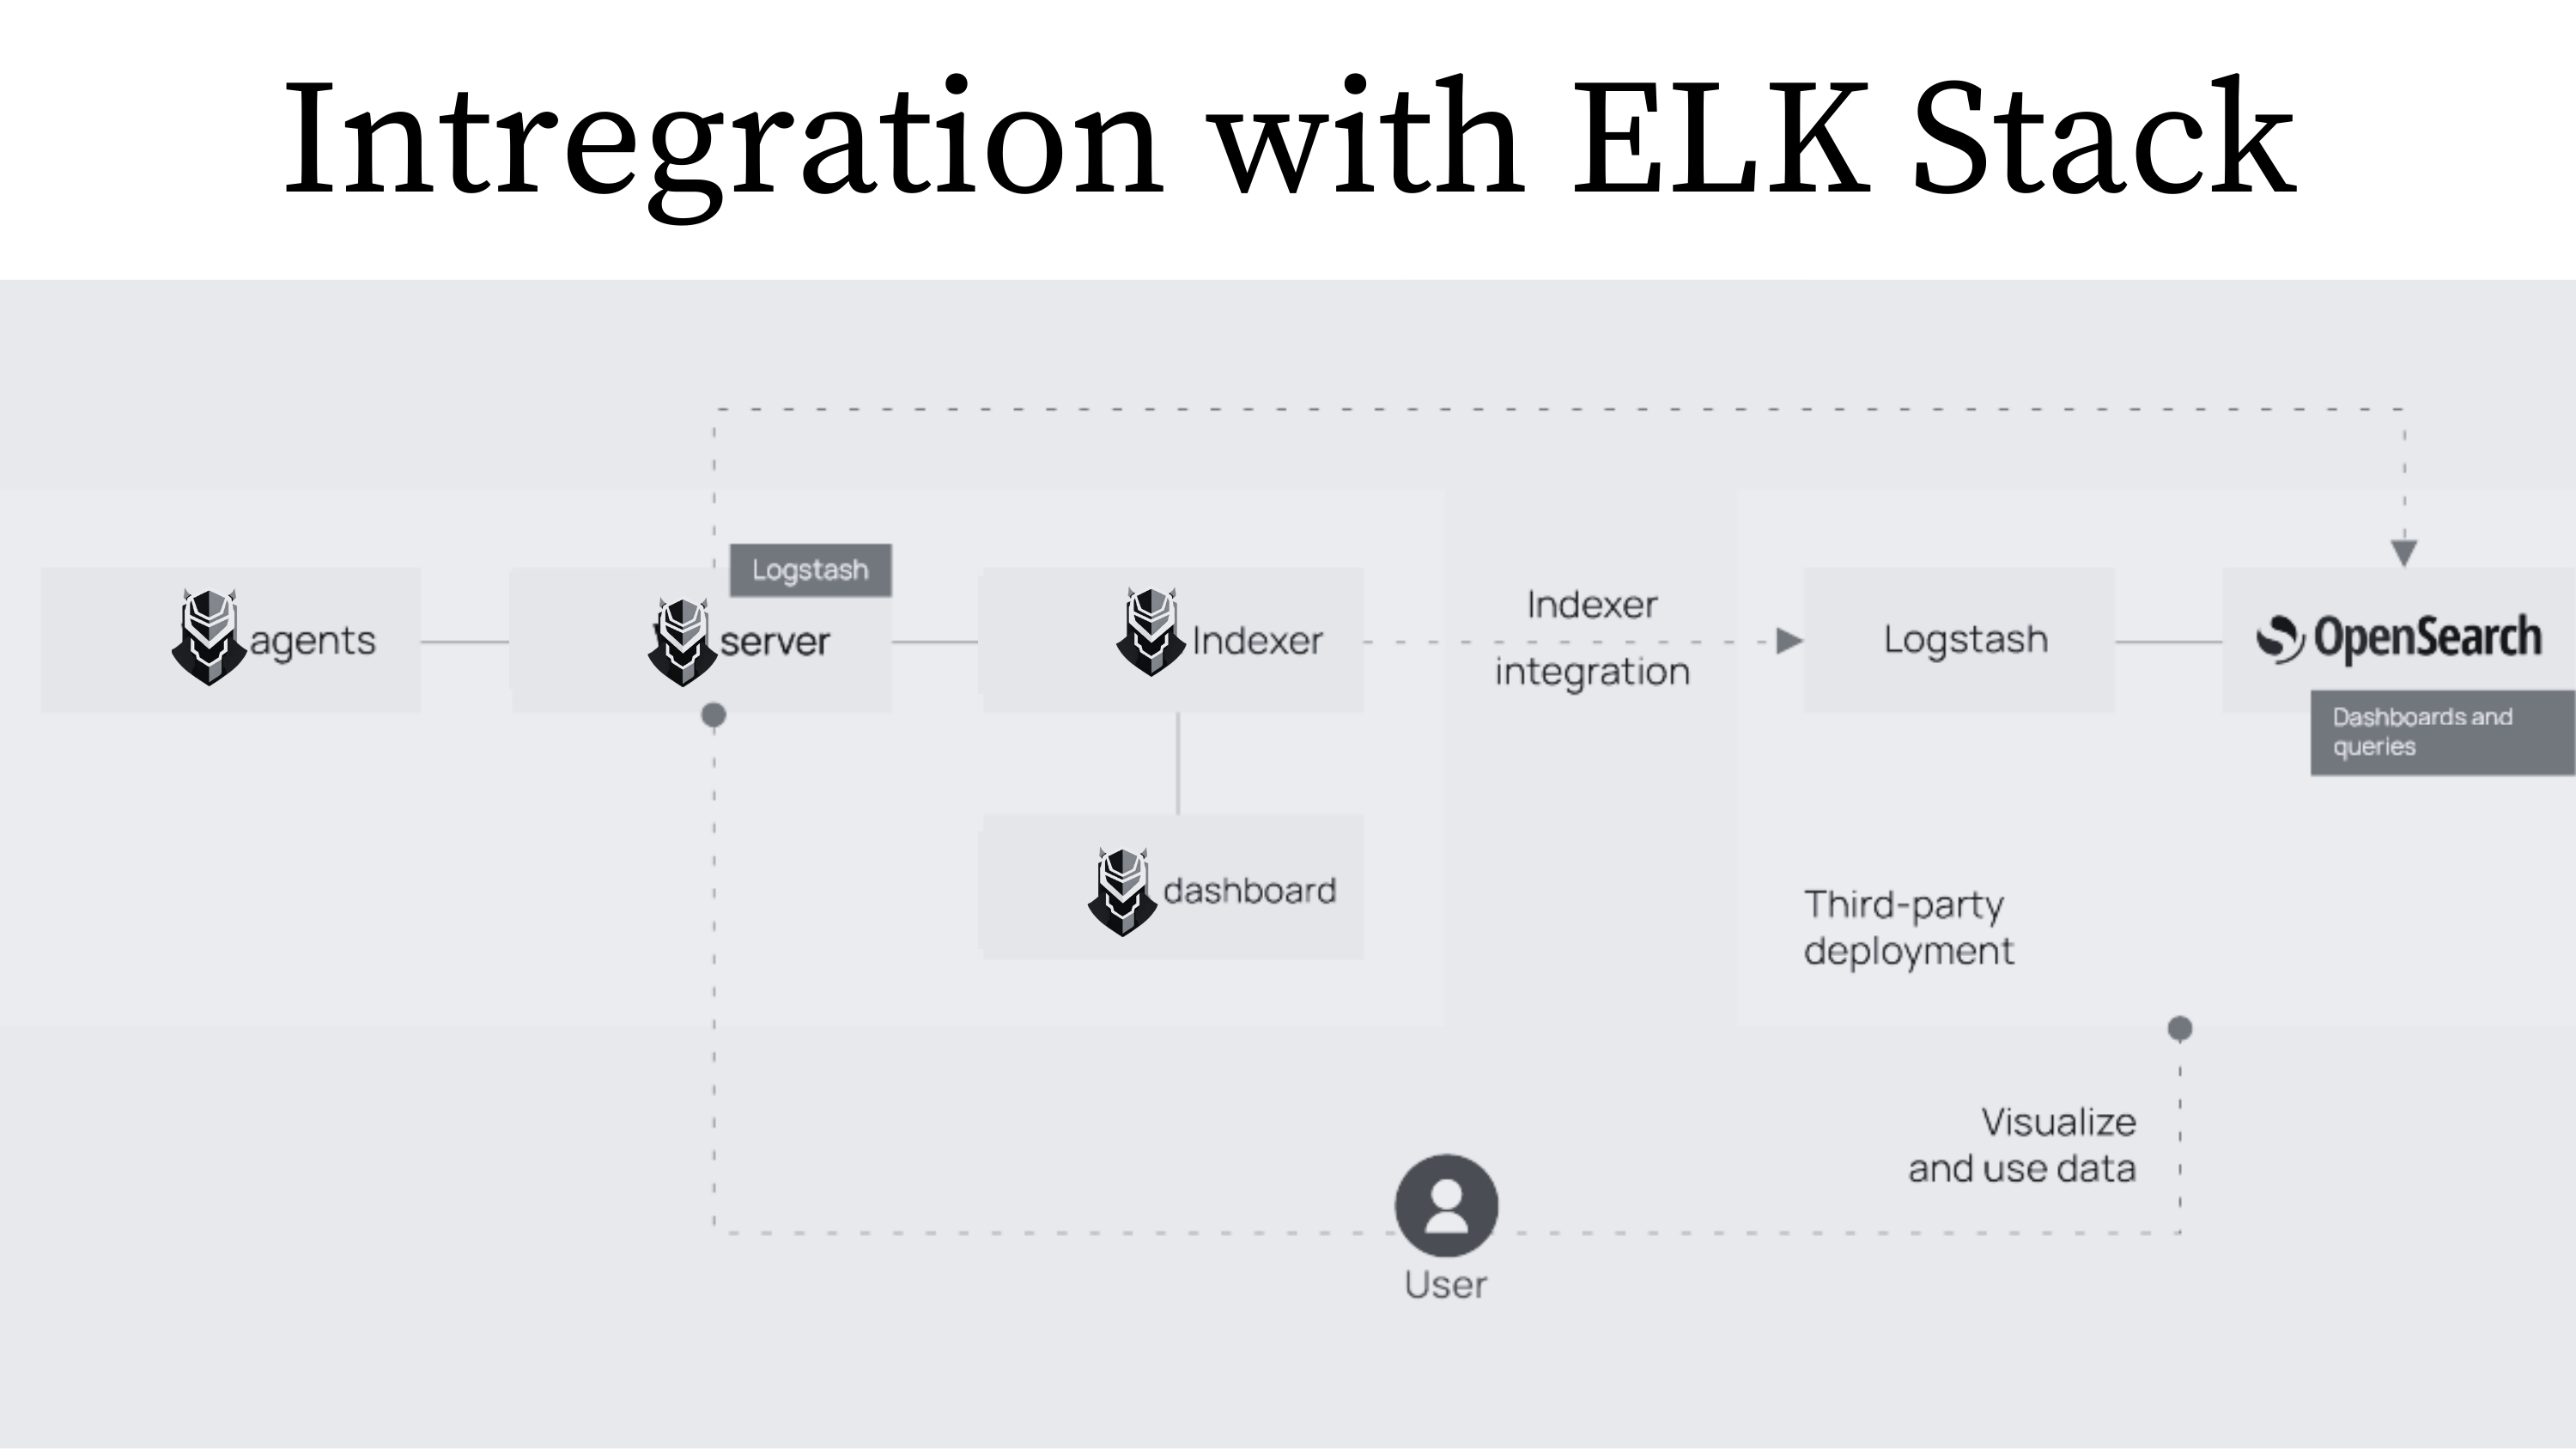 Intregration with ELK Stack
Logstash
agents
server
Indexer
Indexer
integration
Logstash
OpenSearch
Dashboards and
queries
dashboard
Third-party
deployment
Visualize
and use data
User